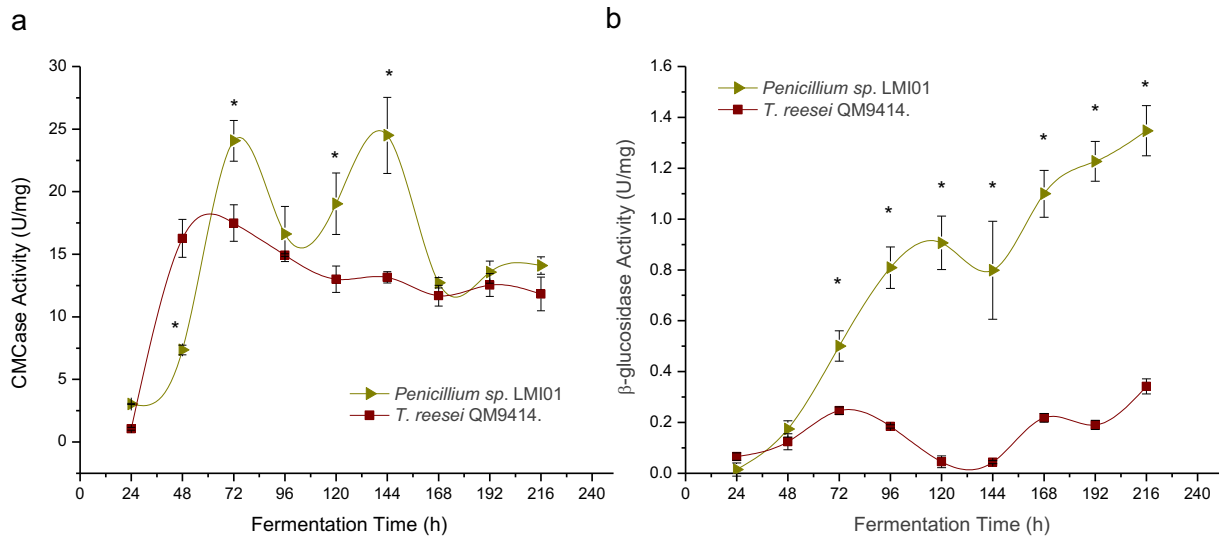 a
30
25
20
15
10
5
0
CMCase Activity (U/mg)
*
*
*
*
Penicillium sp. LMI01
T. reesei QM9414.
0 24 48 72 96 120 144 168 192 216 240
Fermentation Time (h)
b
1.6
1.4
1.2
1.0
0.8
0.6
0.4
0.2
0.0
β-glucosidase Activity (U/mg)
Penicillium sp. LMI01
T. reesei QM9414.
*
*
*
*
*
*
*
0 24 48 72 96 120 144 168 192 216 240
Fermentation Time (h)